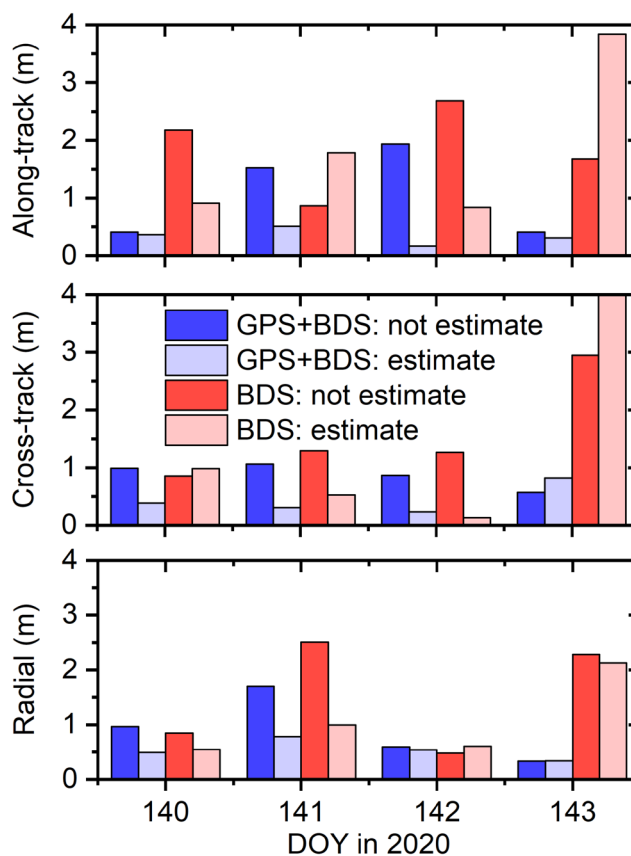 4
3
2
1
0
Along-track (m)
4
3
2
1
0
Cross-track (m)
GPS+BDS: not estimate
GPS+BDS: estimate
BDS: not estimate
BDS: estimate
4
3
2
1
0
Radial (m)
140 141 142 143
DOY in 2020